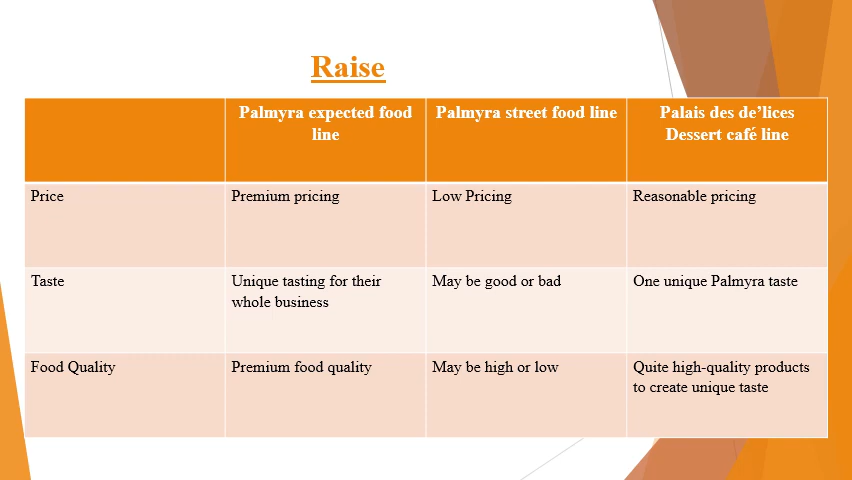 Raise
Palmyra expected food
line
Palmyra street food line
Palais des de’lices
Dessert café line
Price
Premium pricing
Low Pricing
Reasonable pricing
Taste
Unique tasting for their
whole business
May be good or bad
One unique Palmyra taste
Food Quality
Premium food quality
May be high or low
Quite high-quality products
to create unique taste